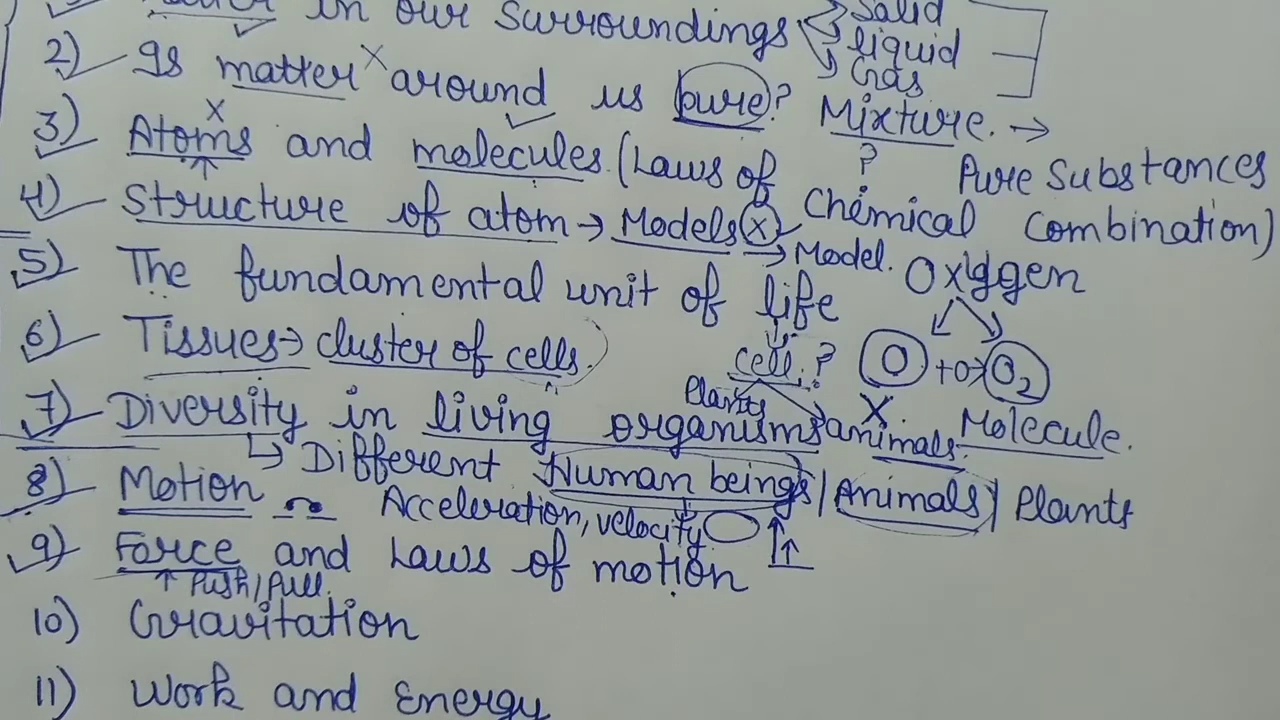 in our surroundings Solid
liquid
Gas
2) Is matter x around us pure? Mixture. →
? Pure Substances
x
3) Atoms and molecules. (Laws of
Chemical Combination)
4) Structure of atom → Models (x)
→ Model. Oxygen
5) The fundamental unit of life
cell. ? O + O → O2
6) Tissues → cluster of cells.
Plants animals x Molecule.
7) Diversity in living organisms
↳ Different Human beings / Animals / Plants
8) Motion Acceleration, velocity
9) Force and Laws of motion
↑ Push/Pull.
10) Gravitation
11) Work and Energy